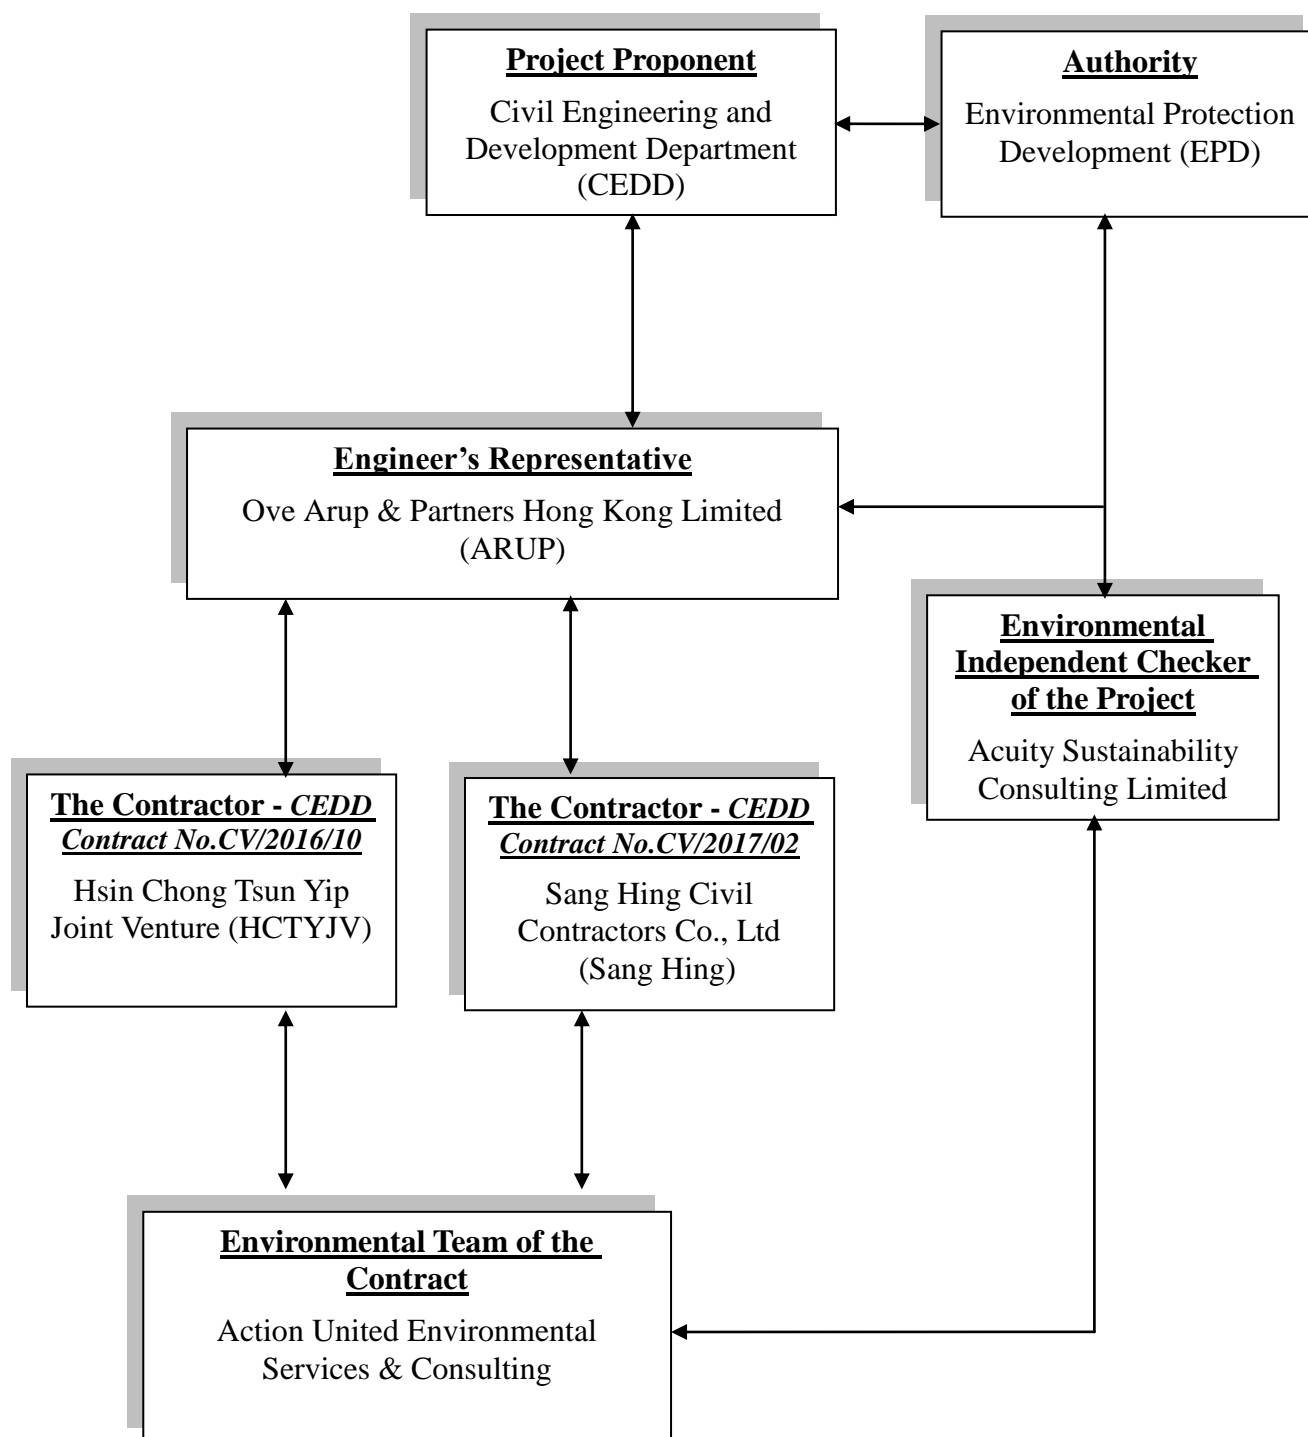 Project Proponent
Civil Engineering and
Development Department
(CEDD)
Authority
Environmental Protection
Development (EPD)
Engineer’s Representative
Ove Arup & Partners Hong Kong Limited
(ARUP)
Environmental
Independent Checker
of the Project
Acuity Sustainability
Consulting Limited
The Contractor - CEDD
Contract No.CV/2016/10
Hsin Chong Tsun Yip
Joint Venture (HCTYJV)
The Contractor - CEDD
Contract No.CV/2017/02
Sang Hing Civil
Contractors Co., Ltd
(Sang Hing)
Environmental Team of the
Contract
Action United Environmental
Services & Consulting